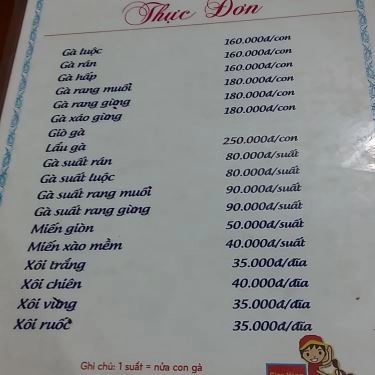 Thực Đơn
Gà luộc 160.000đ/con
Gà rán 160.000đ/con
Gà hấp 160.000đ/con
Gà rang muối 180.000đ/con
Gà rang gừng 180.000đ/con
Gà xáo gừng 180.000đ/con
Giò gà
Lẩu gà 250.000đ/con
Gà suất rán 80.000đ/suất
Gà suất luộc 80.000đ/suất
Gà suất rang muối 90.000đ/suất
Gà suất rang gừng 90.000đ/suất
Miến giòn 50.000đ/suất
Miến xào mềm 40.000đ/suất
Xôi trắng 35.000đ/đĩa
Xôi chiên 40.000đ/đĩa
Xôi vừng 35.000đ/đĩa
Xôi ruốc 35.000đ/đĩa
Ghi chú: 1 suất = nửa con gà